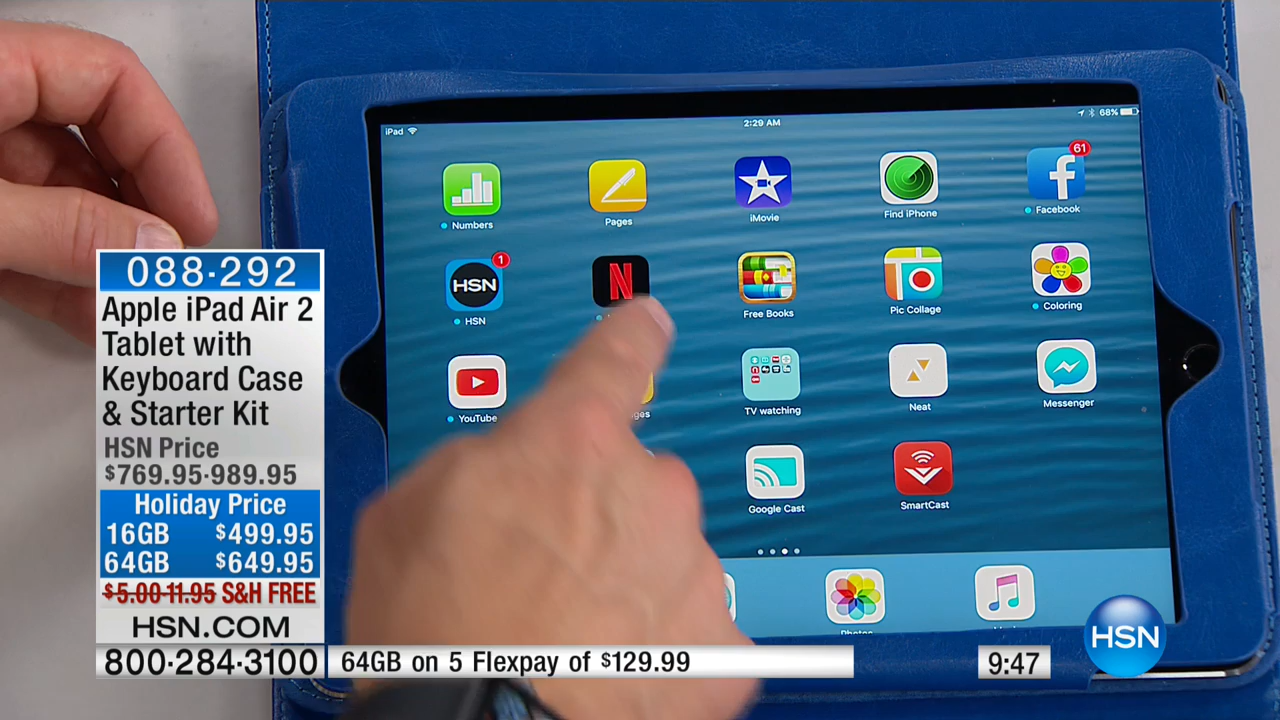 iPad
2:29 AM
68%
61
Numbers
Pages
iMovie
Find iPhone
Facebook
HSN
1
N
HSN
Free Books
Pic Collage
Coloring
YouTube
TV watching
Neat
Messenger
Google Cast
SmartCast
Photos
088-292
Apple iPad Air 2
Tablet with
Keyboard Case
& Starter Kit
HSN Price
$769.95-989.95
Holiday Price
16GB $499.95
64GB $649.95
$5.00-11.95 S&H FREE
HSN.COM
800·284·3100
64GB on 5 Flexpay of $129.99
9:47
HSN